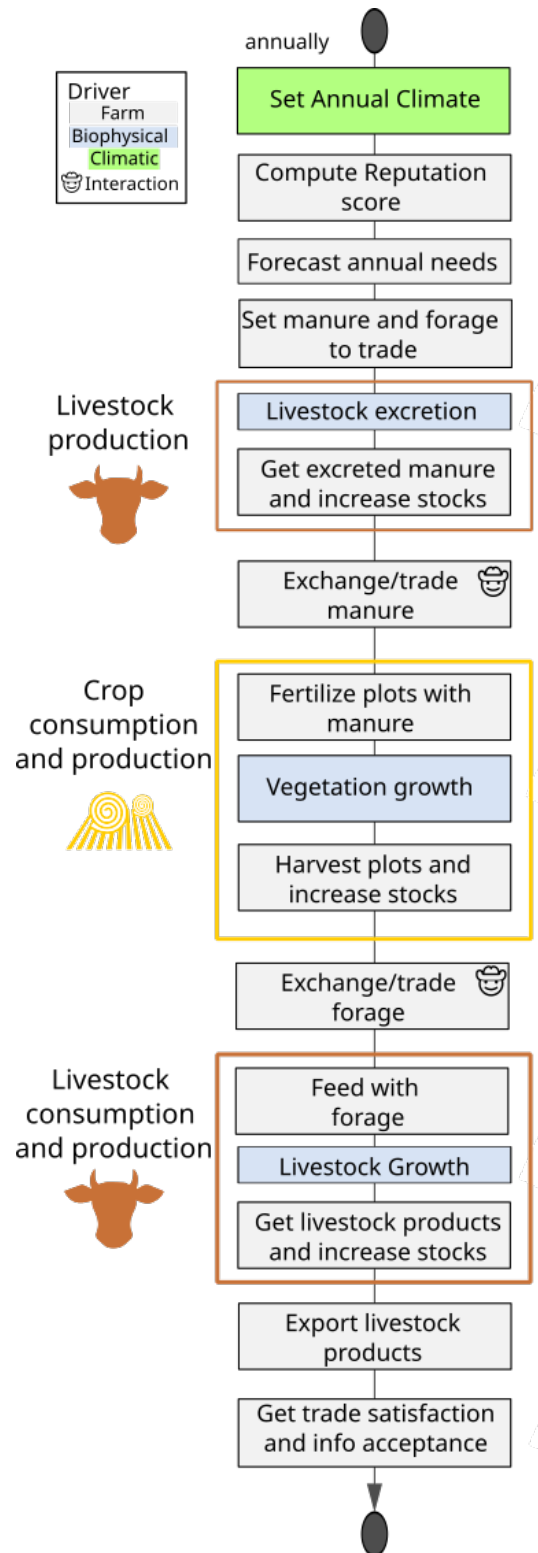 annually
Set Annual Climate
Driver
Farm
Biophysical
Climatic
Interaction
Compute Reputation
score
Forecast annual needs
Set manure and forage
to trade
Livestock
production
Livestock excretion
Get excreted manure
and increase stocks
Exchange/trade
manure
Crop
consumption
and production
Fertilize plots with
manure
Vegetation growth
Harvest plots and
increase stocks
Exchange/trade
forage
Livestock
consumption
and production
Feed with
forage
Livestock Growth
Get livestock products
and increase stocks
Export livestock
products
Get trade satisfaction
and info acceptance